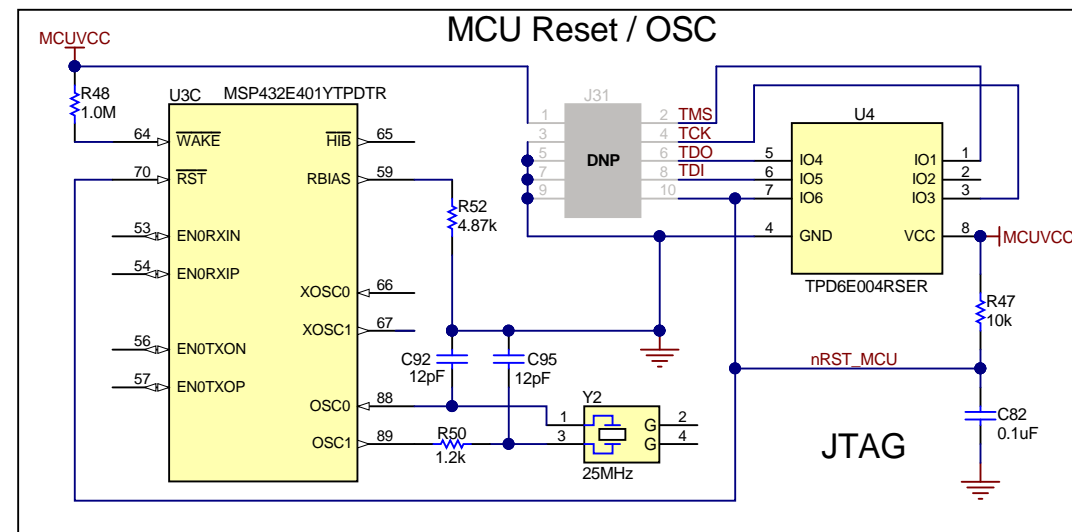 MCU Reset / OSC
MCUVCC
R48
1.0M
U3C
MSP432E401YTPDTR
64
WAKE
HIB
65
70
RST
RBIAS
59
53
EN0RXIN
54
EN0RXIP
XOSC0
66
XOSC1
67
56
EN0TXON
57
EN0TXOP
OSC0
88
OSC1
89
R52
4.87k
C92
12pF
C95
12pF
R50
1.2k
Y2
1
3
G
G
2
4
25MHz
J31
DNP
1
3
5
7
9
2
4
6
8
10
TMS
TCK
TDO
TDI
U4
5
IO4
IO1
1
6
IO5
IO2
2
7
IO6
IO3
3
4
GND
VCC
8
TPD6E004RSER
MCUVCC
R47
10k
nRST_MCU
C82
0.1uF
JTAG